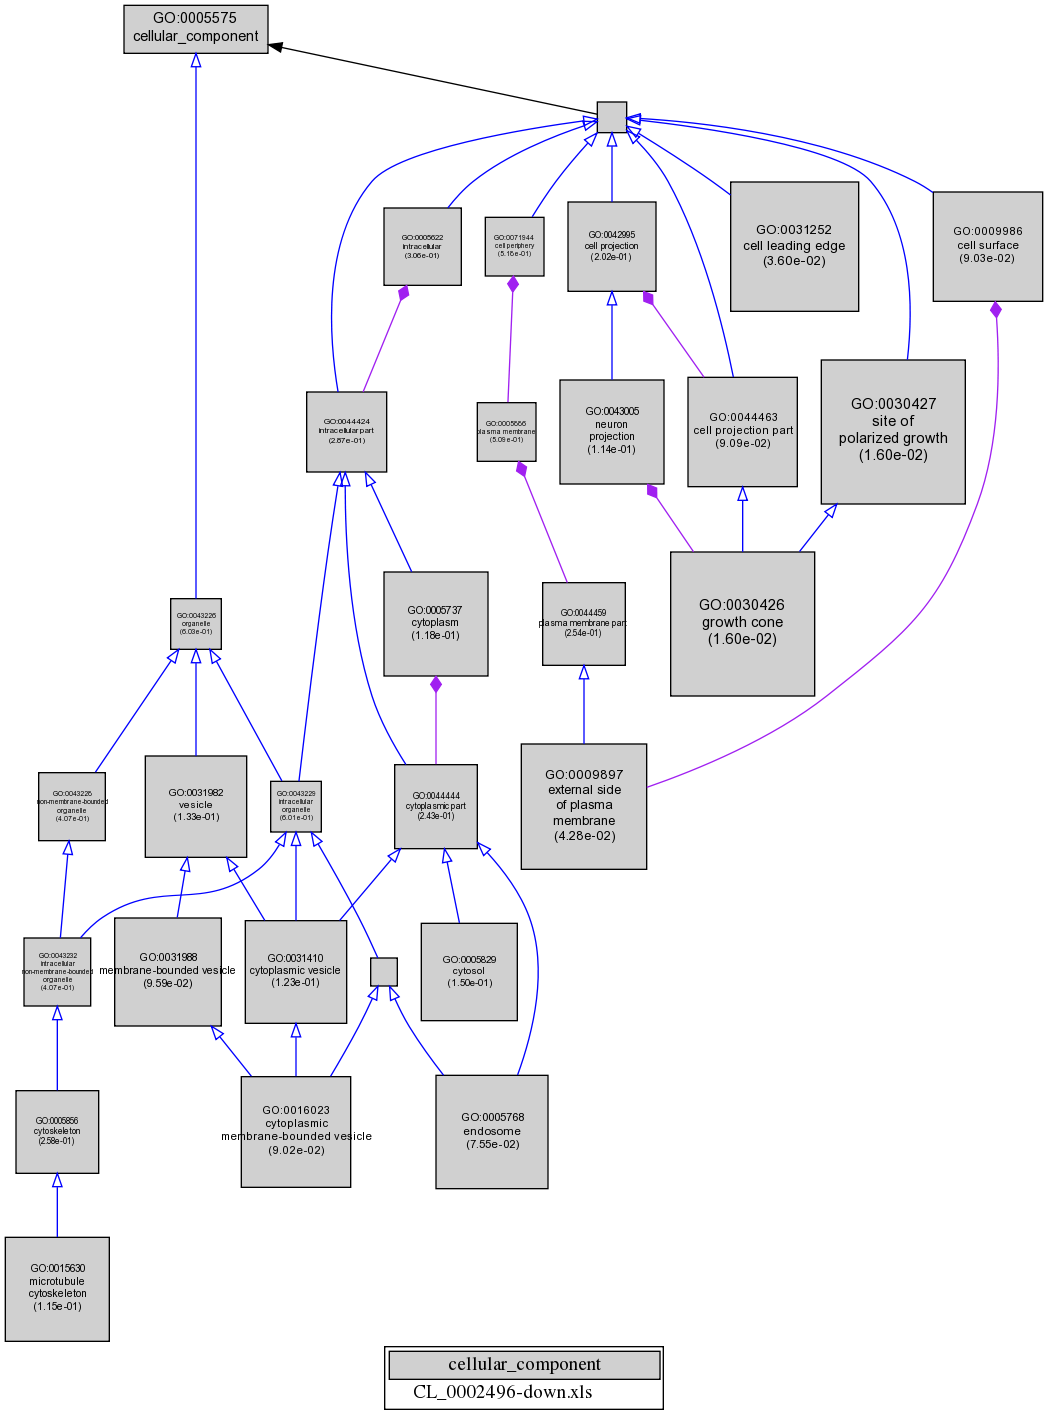 GO:0005575
cellular_component
GO:0031252
cell leading edge
(3.60e-02)
GO:0009986
cell surface
(9.03e-02)
GO:0005622
intracellular
(3.06e-01)
GO:0071944
cell periphery
(5.16e-01)
GO:0042995
cell projection
(2.02e-01)
GO:0044424
intracellular part
(2.87e-01)
GO:0005886
plasma membrane
(5.09e-01)
GO:0043005
neuron
projection
(1.14e-01)
GO:0044463
cell projection part
(9.09e-02)
GO:0030427
site of
polarized growth
(1.60e-02)
GO:0043226
organelle
(6.03e-01)
GO:0005737
cytoplasm
(1.18e-01)
GO:0044459
plasma membrane part
(2.54e-01)
GO:0030426
growth cone
(1.60e-02)
GO:0043228
non-membrane-bounded
organelle
(4.07e-01)
GO:0031982
vesicle
(1.33e-01)
GO:0043229
intracellular
organelle
(6.01e-01)
GO:0044444
cytoplasmic part
(2.43e-01)
GO:0009897
external side
of plasma
membrane
(4.28e-02)
GO:0043232
intracellular
non-membrane-bounded
organelle
(4.07e-01)
GO:0031988
membrane-bounded vesicle
(9.59e-02)
GO:0031410
cytoplasmic vesicle
(1.23e-01)
GO:0005829
cytosol
(1.50e-01)
GO:0005856
cytoskeleton
(2.58e-01)
GO:0016023
cytoplasmic
membrane-bounded vesicle
(9.02e-02)
GO:0005768
endosome
(7.55e-02)
GO:0015630
microtubule
cytoskeleton
(1.15e-01)
cellular_component
CL_0002496-down.xls